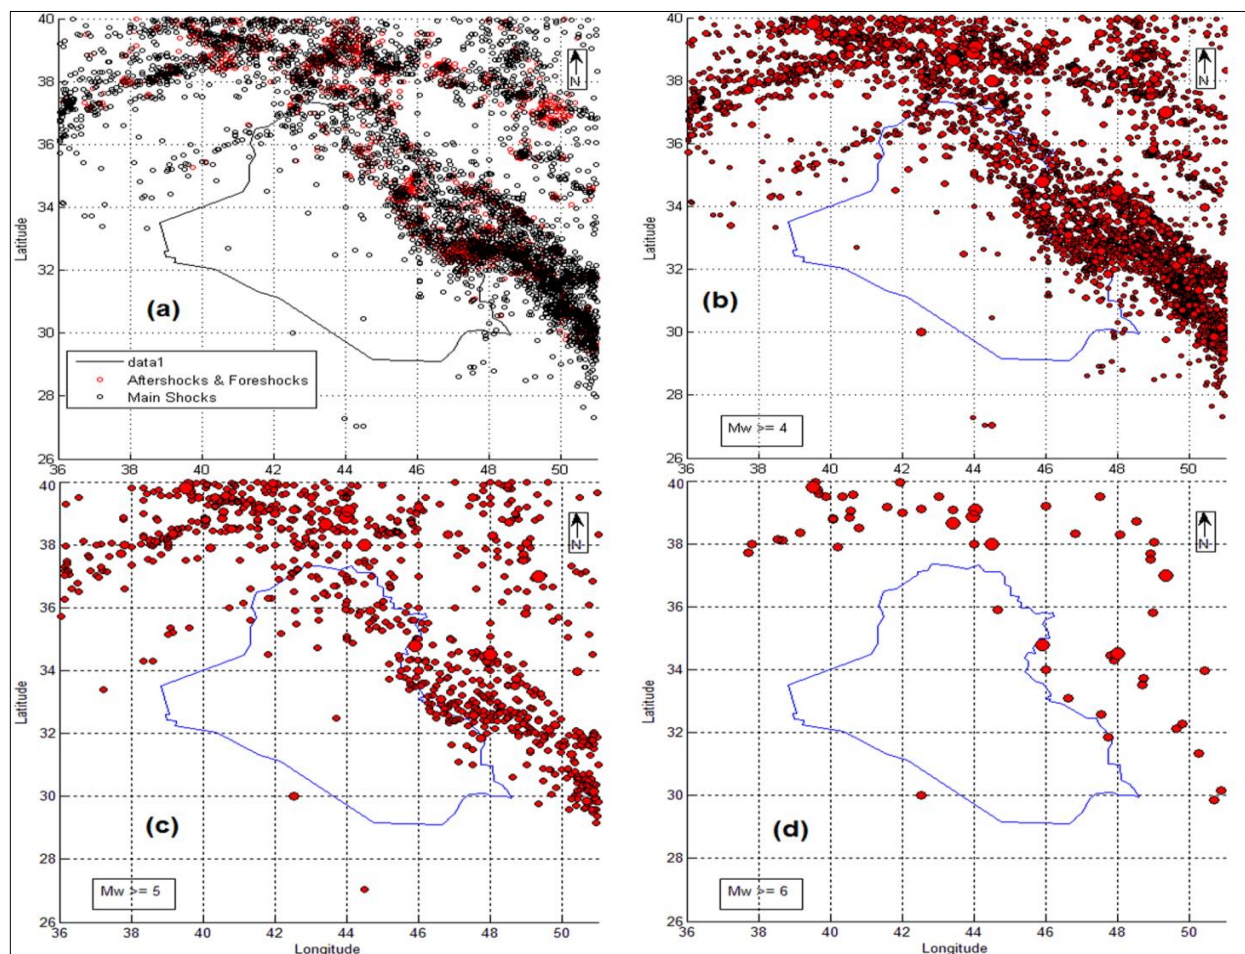 40
38
36
34
32
30
28
26
Latitude
N
(a)
data1
Aftershocks & Foreshocks
Main Shocks
36 38 40 42 44 46 48 50
40
38
36
34
32
30
28
26
Latitude
N
(b)
Mw >= 4
36 38 40 42 44 46 48 50
40
38
36
34
32
30
28
26
Latitude
N
(c)
Mw >= 5
36 38 40 42 44 46 48 50
Longitude
40
38
36
34
32
30
28
26
Latitude
N
(d)
Mw >= 6
36 38 40 42 44 46 48 50
Longitude